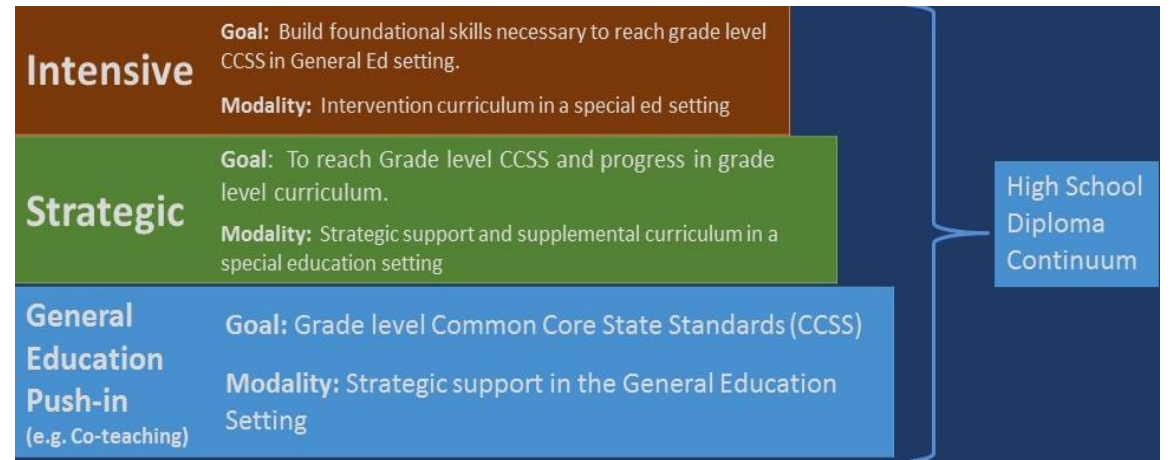 Intensive
Goal: Build foundational skills necessary to reach grade level
CCSS in General Ed setting.
Modality: Intervention curriculum in a special ed setting
Strategic
Goal: To reach Grade level CCSS and progress in grade
level curriculum.
Modality: Strategic support and supplemental curriculum in a
special education setting
General
Education
Push-in
(e.g. Co-teaching)
Goal: Grade level Common Core State Standards (CCSS)
Modality: Strategic support in the General Education
Setting
High School
Diploma
Continuum